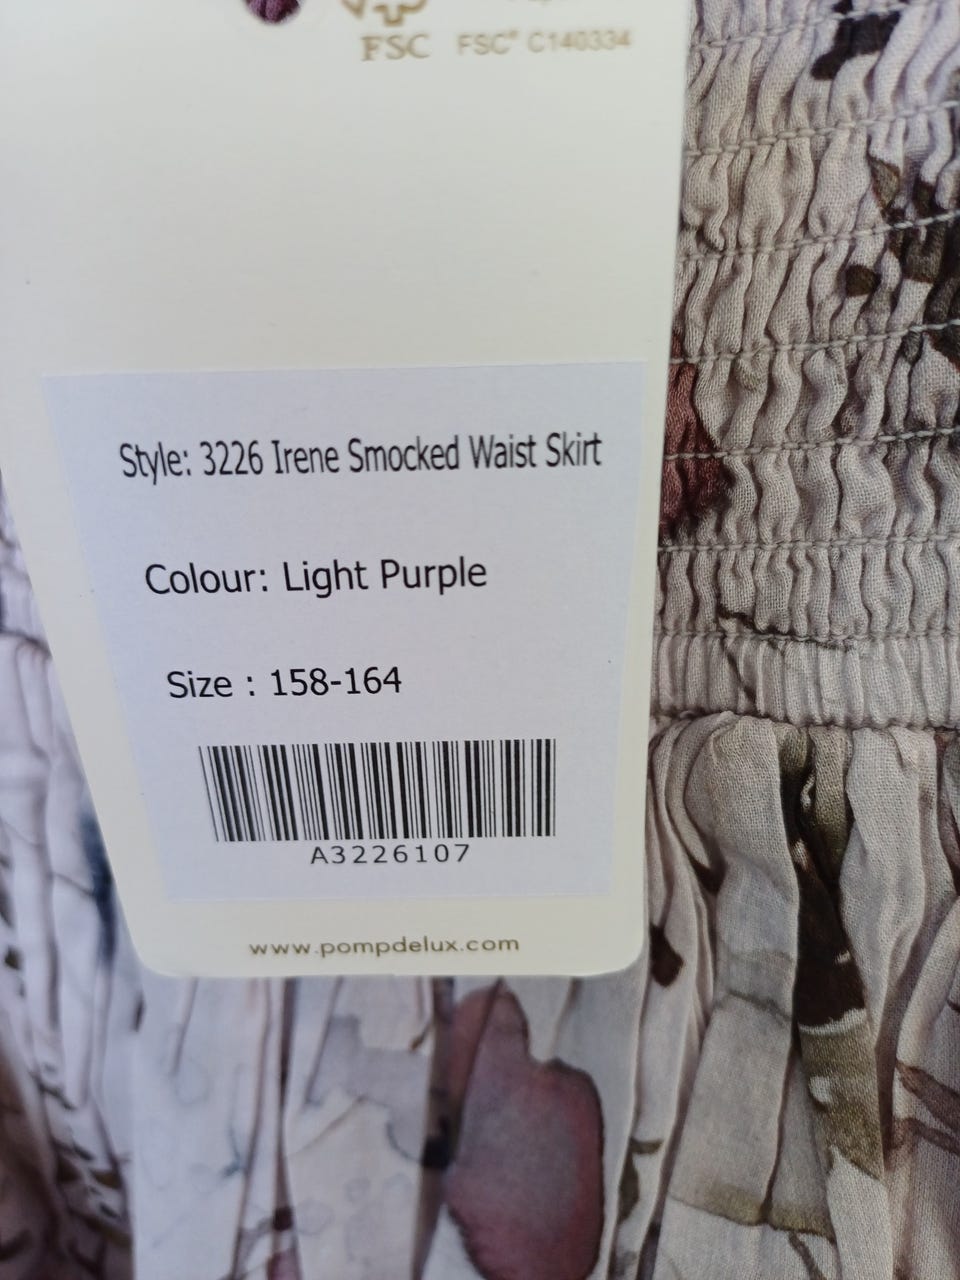 FSC FSC® C140334
Style: 3226 Irene Smocked Waist Skirt
Colour: Light Purple
Size : 158-164
A3226107
www.pompdelux.com